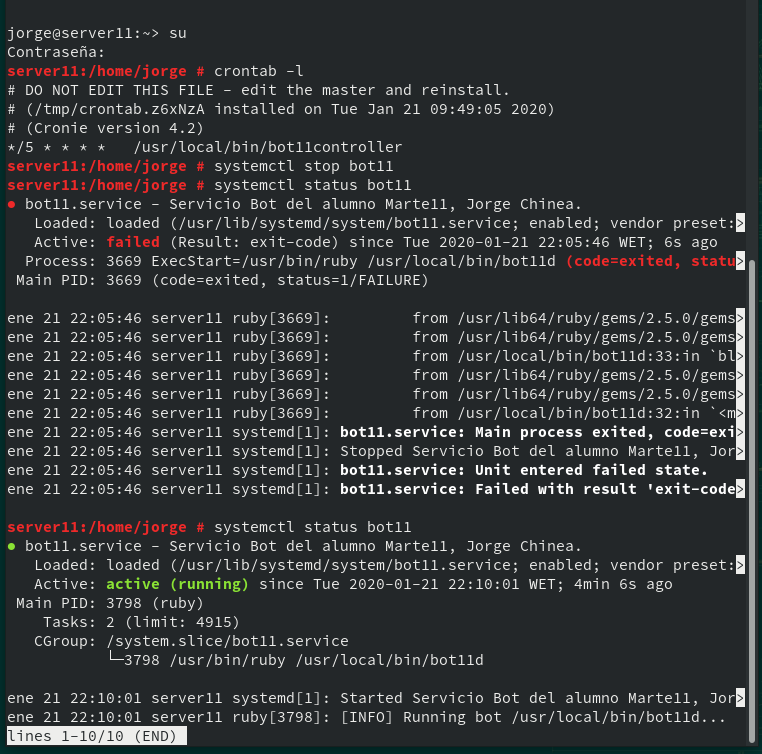 jorge@server11:~> su
Contraseña:
server11:/home/jorge # crontab -l
# DO NOT EDIT THIS FILE - edit the master and reinstall.
# (/tmp/crontab.z6xNzA installed on Tue Jan 21 09:49:05 2020)
# (Cronie version 4.2)
*/5 * * * *   /usr/local/bin/bot11controller
server11:/home/jorge # systemctl stop bot11
server11:/home/jorge # systemctl status bot11
● bot11.service - Servicio Bot del alumno Marte11, Jorge Chinea.
   Loaded: loaded (/usr/lib/systemd/system/bot11.service; enabled; vendor preset:>
   Active: failed (Result: exit-code) since Tue 2020-01-21 22:05:46 WET; 6s ago
  Process: 3669 ExecStart=/usr/bin/ruby /usr/local/bin/bot11d (code=exited, statu>
 Main PID: 3669 (code=exited, status=1/FAILURE)
ene 21 22:05:46 server11 ruby[3669]:         from /usr/lib64/ruby/gems/2.5.0/gems>
ene 21 22:05:46 server11 ruby[3669]:         from /usr/lib64/ruby/gems/2.5.0/gems>
ene 21 22:05:46 server11 ruby[3669]:         from /usr/local/bin/bot11d:33:in `bl>
ene 21 22:05:46 server11 ruby[3669]:         from /usr/lib64/ruby/gems/2.5.0/gems>
ene 21 22:05:46 server11 ruby[3669]:         from /usr/lib64/ruby/gems/2.5.0/gems>
ene 21 22:05:46 server11 ruby[3669]:         from /usr/local/bin/bot11d:32:in `<m>
ene 21 22:05:46 server11 systemd[1]: bot11.service: Main process exited, code=exi>
ene 21 22:05:46 server11 systemd[1]: Stopped Servicio Bot del alumno Marte11, Jor>
ene 21 22:05:46 server11 systemd[1]: bot11.service: Unit entered failed state.
ene 21 22:05:46 server11 systemd[1]: bot11.service: Failed with result 'exit-code>
server11:/home/jorge # systemctl status bot11
● bot11.service - Servicio Bot del alumno Marte11, Jorge Chinea.
   Loaded: loaded (/usr/lib/systemd/system/bot11.service; enabled; vendor preset:>
   Active: active (running) since Tue 2020-01-21 22:10:01 WET; 4min 6s ago
 Main PID: 3798 (ruby)
    Tasks: 2 (limit: 4915)
   CGroup: /system.slice/bot11.service
           └─3798 /usr/bin/ruby /usr/local/bin/bot11d
ene 21 22:10:01 server11 systemd[1]: Started Servicio Bot del alumno Marte11, Jor>
ene 21 22:10:01 server11 ruby[3798]: [INFO] Running bot /usr/local/bin/bot11d...
lines 1-10/10 (END)